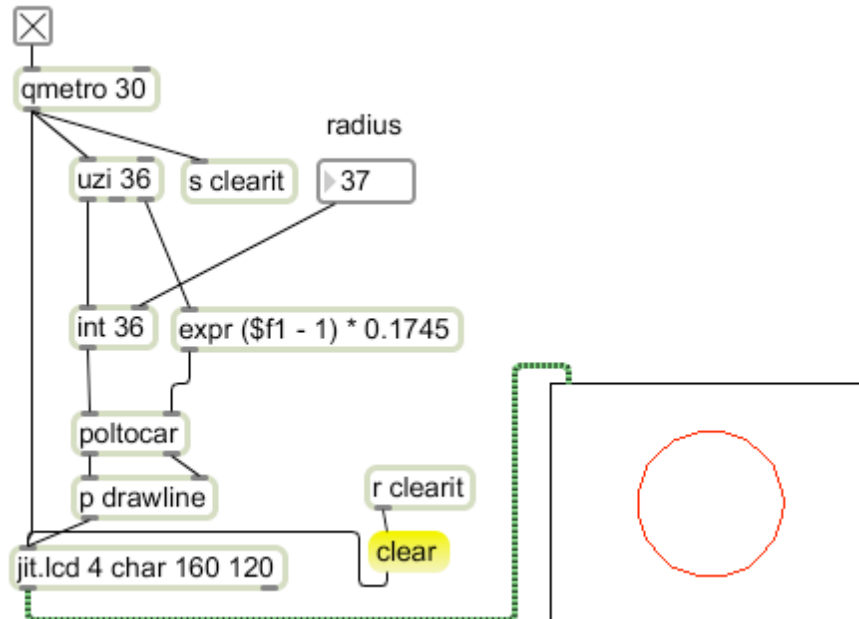 qmetro 30
radius
uzi 36
s clearit
37
int 36
expr ($f1 - 1) * 0.1745
poltocar
r clearit
p drawline
clear
jit.lcd 4 char 160 120